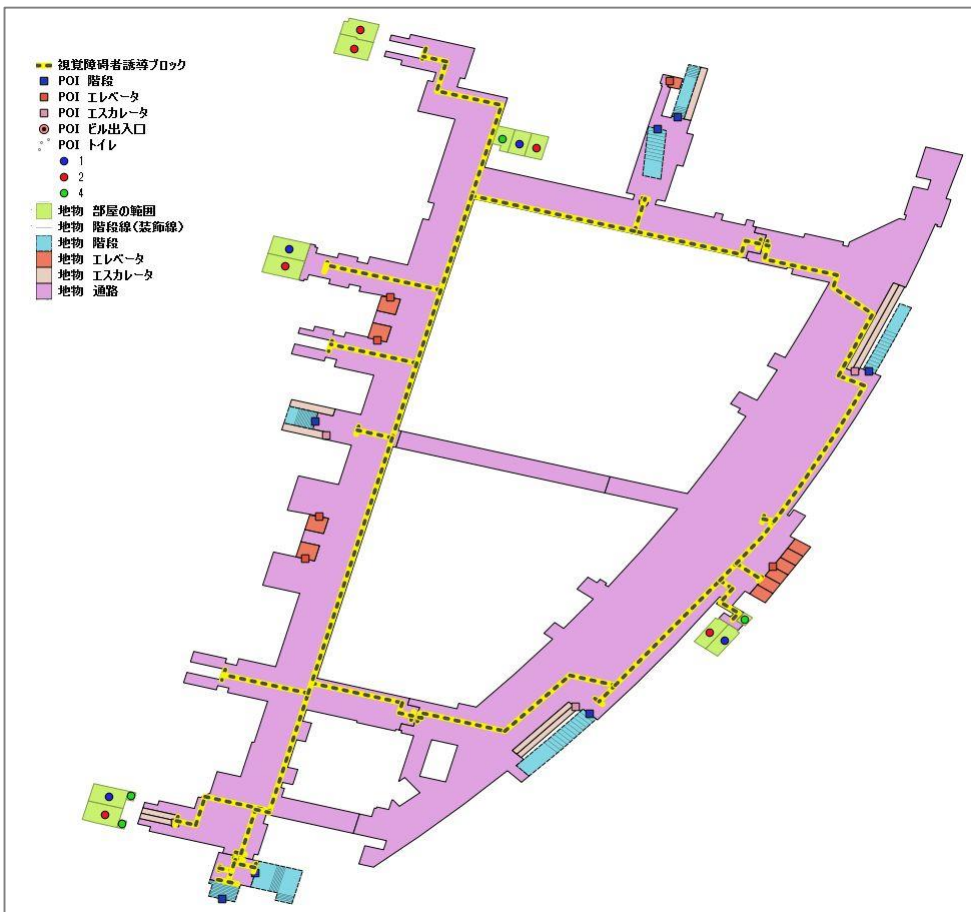 視覚障碍者誘導ブロック
POI 階段
POI エレベータ
POI エスカレータ
POI ビル出入口
POI トイレ
1
2
4
地物 部屋の範囲
地物 階段線(装飾線)
地物 階段
地物 エレベータ
地物 エスカレータ
地物 通路